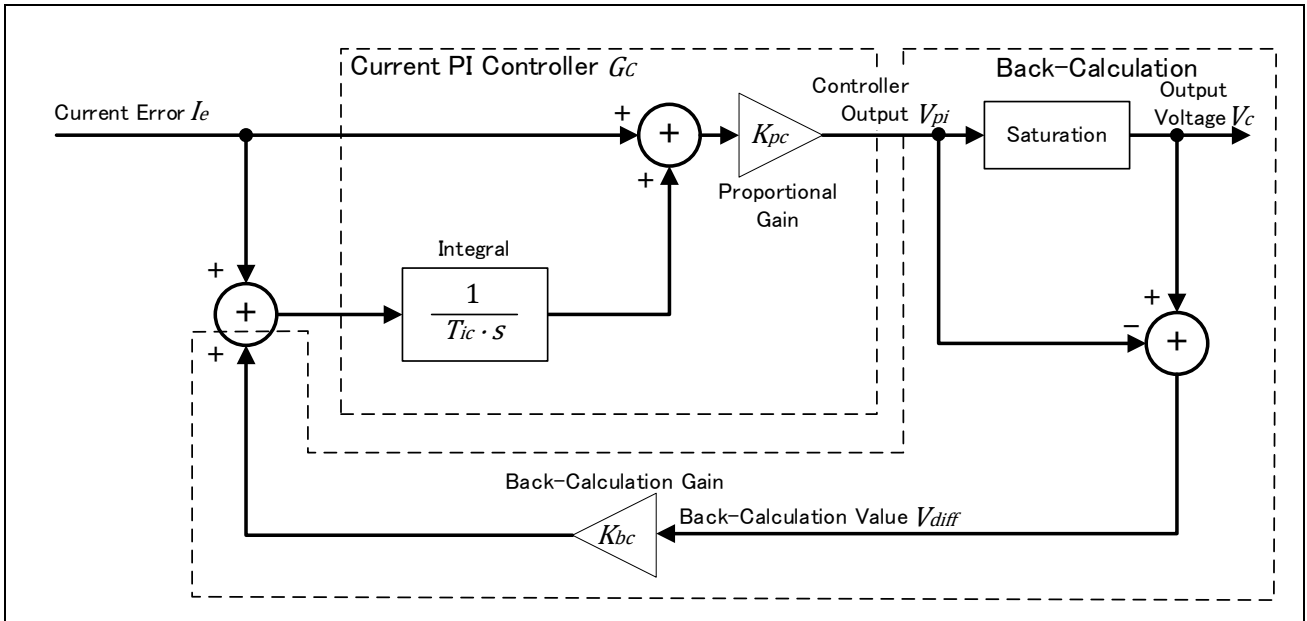 Current PI Controller Gc
Back-Calculation
Current Error Ie
Controller
Output Vpi
Output
Voltage Vc
+
+
+
Kpc
Saturation
Proportional
Gain
Integral
1
Tic · s
+
+
+
+
−
+
Back-Calculation Gain
Kbc
Back-Calculation Value Vdiff